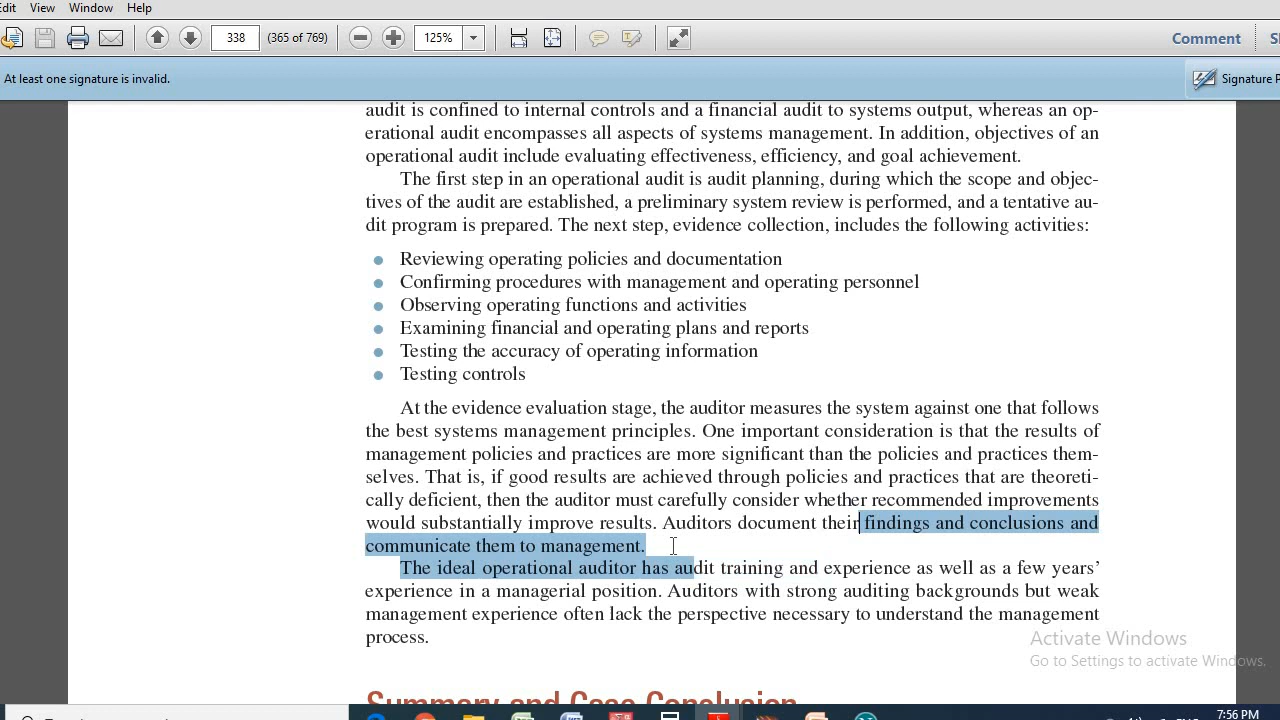 Edit View Window Help
338 (365 of 769) 125% Comment
At least one signature is invalid. Signature P
audit is confined to internal controls and a financial audit to systems output, whereas an op-
erational audit encompasses all aspects of systems management. In addition, objectives of an
operational audit include evaluating effectiveness, efficiency, and goal achievement.
The first step in an operational audit is audit planning, during which the scope and objec-
tives of the audit are established, a preliminary system review is performed, and a tentative au-
dit program is prepared. The next step, evidence collection, includes the following activities:
● Reviewing operating policies and documentation
● Confirming procedures with management and operating personnel
● Observing operating functions and activities
● Examining financial and operating plans and reports
● Testing the accuracy of operating information
● Testing controls
At the evidence evaluation stage, the auditor measures the system against one that follows
the best systems management principles. One important consideration is that the results of
management policies and practices are more significant than the policies and practices them-
selves. That is, if good results are achieved through policies and practices that are theoreti-
cally deficient, then the auditor must carefully consider whether recommended improvements
would substantially improve results. Auditors document their findings and conclusions and
communicate them to management.
The ideal operational auditor has audit training and experience as well as a few years’
experience in a managerial position. Auditors with strong auditing backgrounds but weak
management experience often lack the perspective necessary to understand the management
process.
Activate Windows
Go to Settings to activate Windows.
Summary and Case Conclusion
7:56 PM